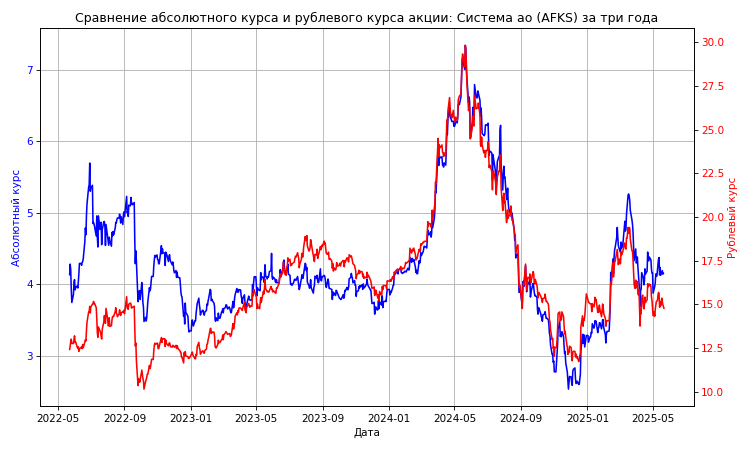 Сравнение абсолютного курса и рублевого курса акции: Система ао (AFKS) за три года
Абсолютный курс
7
6
5
4
3
30.0
27.5
25.0
22.5
20.0
17.5
15.0
12.5
10.0
Рублевый курс
2022-05 2022-09 2023-01 2023-05 2023-09 2024-01 2024-05 2024-09 2025-01 2025-05
Дата